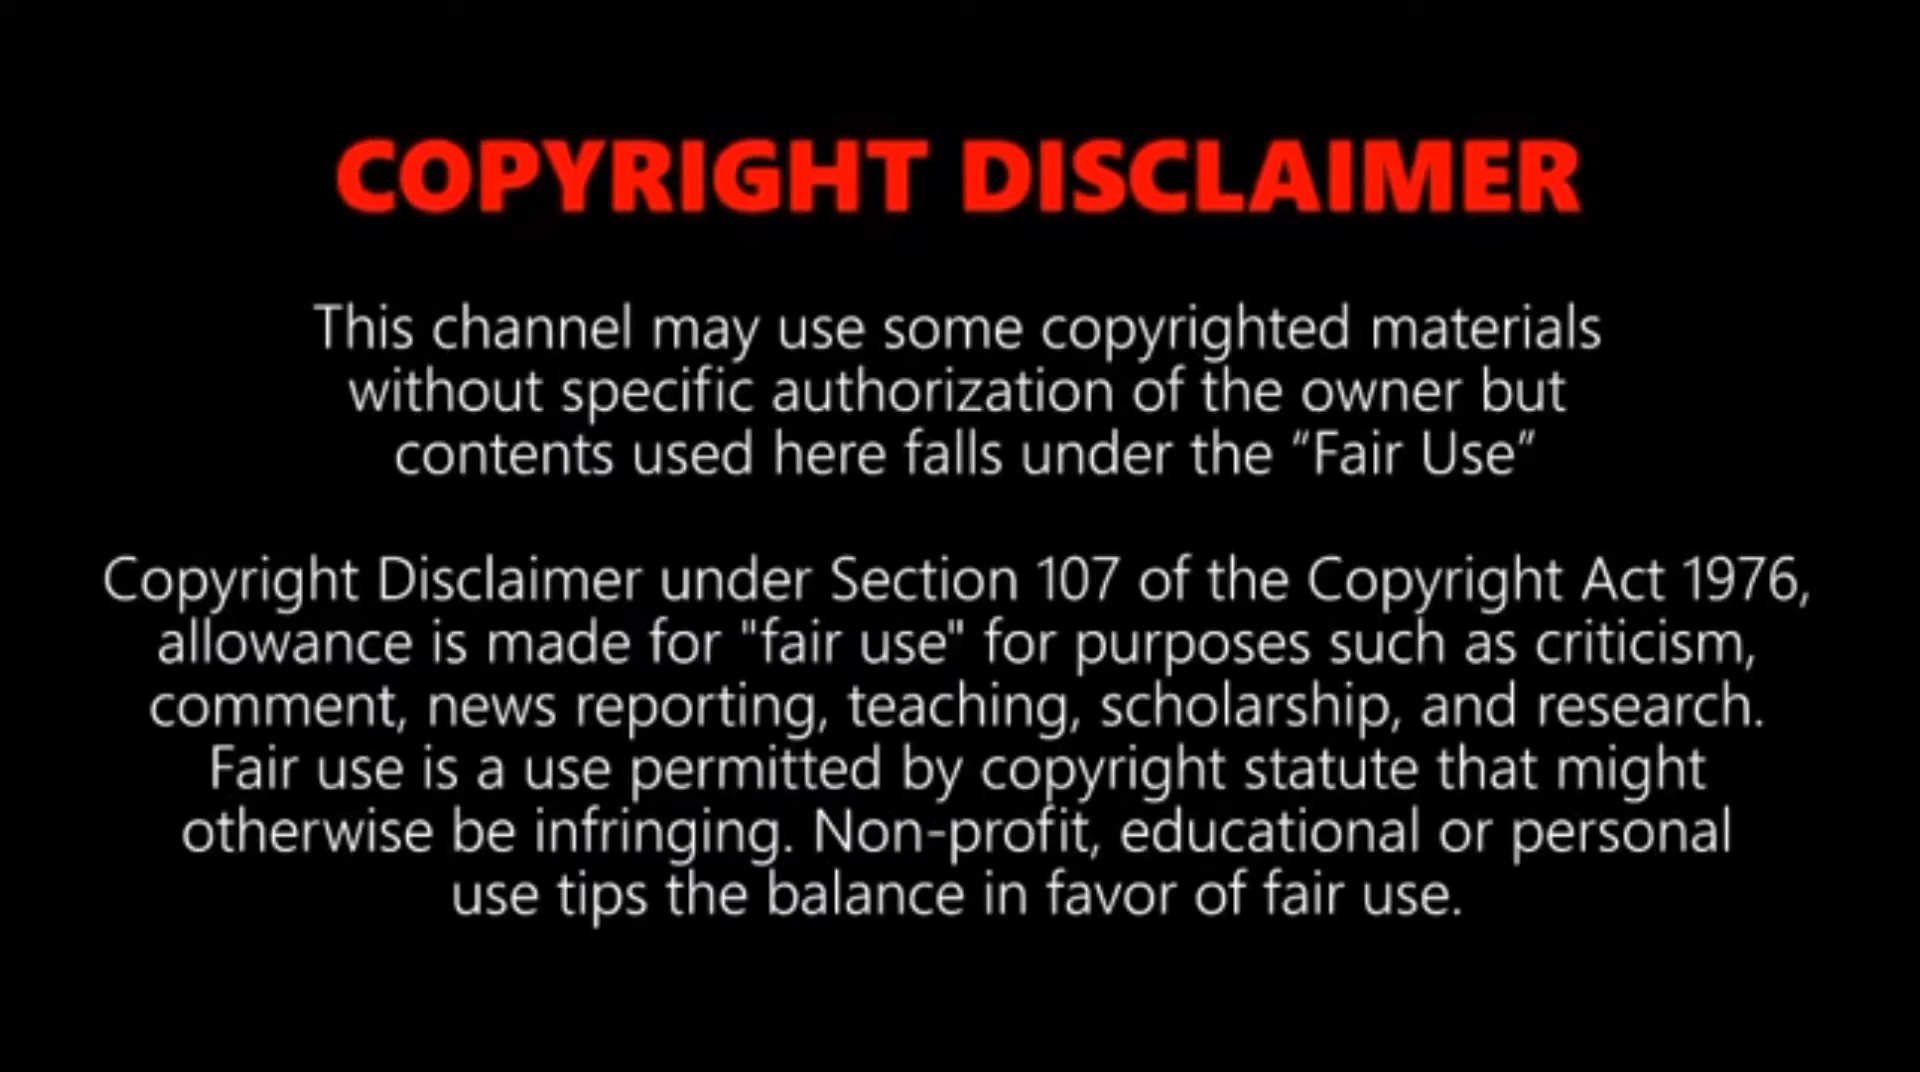 COPYRIGHT DISCLAIMER
This channel may use some copyrighted materials
without specific authorization of the owner but
contents used here falls under the “Fair Use”
Copyright Disclaimer under Section 107 of the Copyright Act 1976,
allowance is made for "fair use" for purposes such as criticism,
comment, news reporting, teaching, scholarship, and research.
Fair use is a use permitted by copyright statute that might
otherwise be infringing. Non-profit, educational or personal
use tips the balance in favor of fair use.